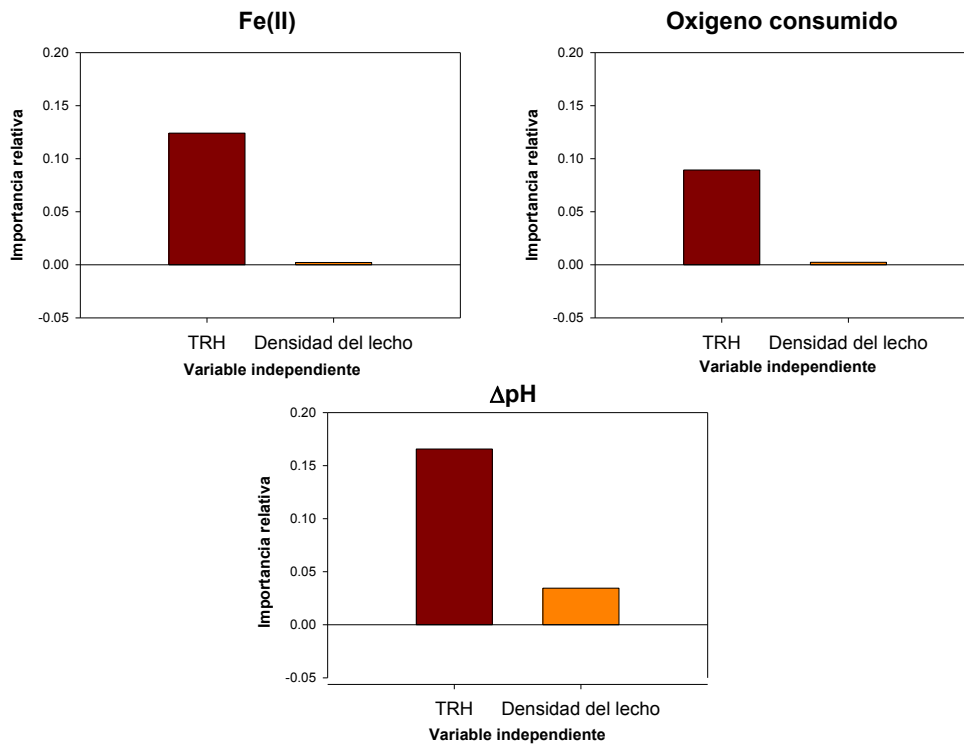 Fe(II)
Importancia relativa
0.20
0.15
0.10
0.05
0.00
-0.05
TRH Densidad del lecho
Variable independiente
Oxigeno consumido
Importancia relativa
0.20
0.15
0.10
0.05
0.00
-0.05
TRH Densidad del lecho
Variable independiente
ΔpH
Importancia relativa
0.20
0.15
0.10
0.05
0.00
-0.05
TRH Densidad del lecho
Variable independiente